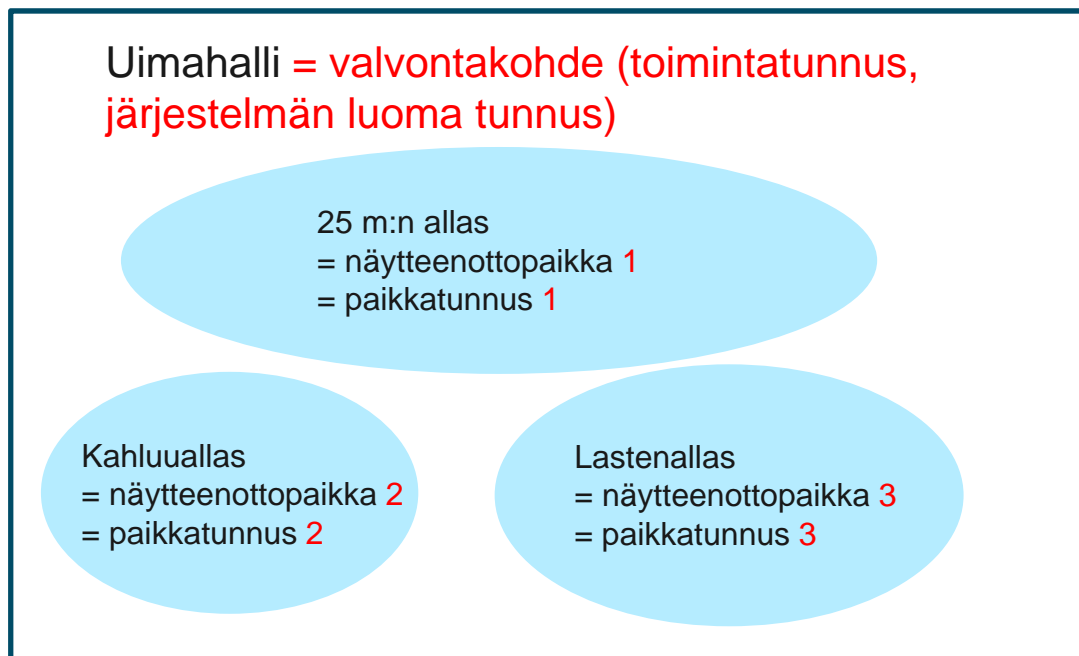 Uimahalli = valvontakohde (toimintatunnus,
järjestelmän luoma tunnus)
25 m:n allas
= näytteenottopaikka 1
= paikkatunnus 1
Kahluuallas
= näytteenottopaikka 2
= paikkatunnus 2
Lastenallas
= näytteenottopaikka 3
= paikkatunnus 3